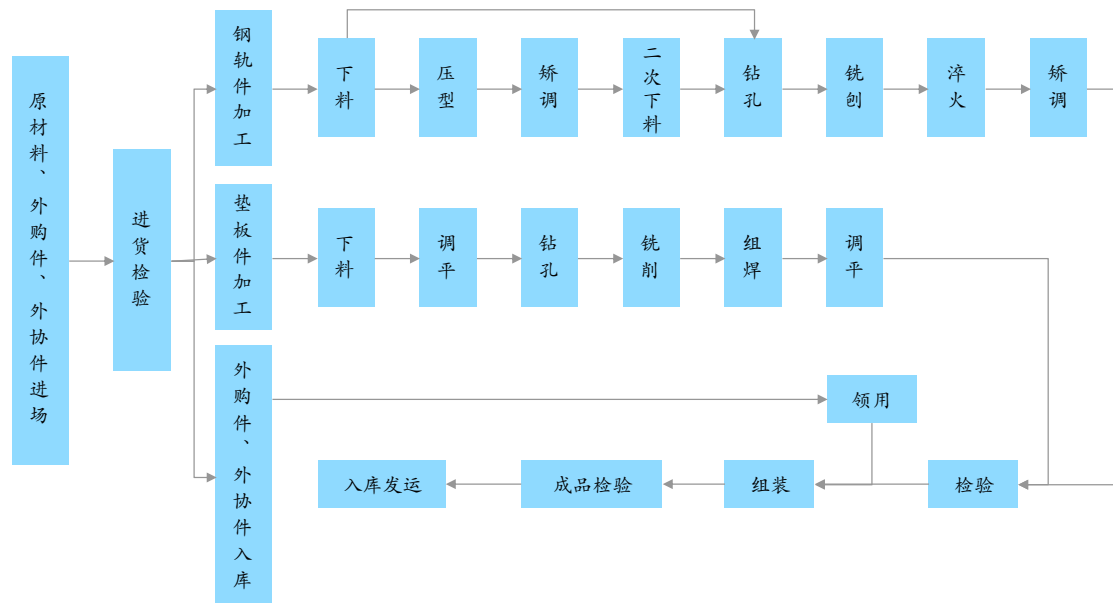 原材料、外购件、外协件进场
进货检验
钢轨件加工
下料
压型
矫调
二次下料
钻孔
铣刨
淬火
矫调
垫板件加工
下料
调平
钻孔
铣削
组焊
调平
外购件、外协件入库
领用
入库发运
成品检验
组装
检验